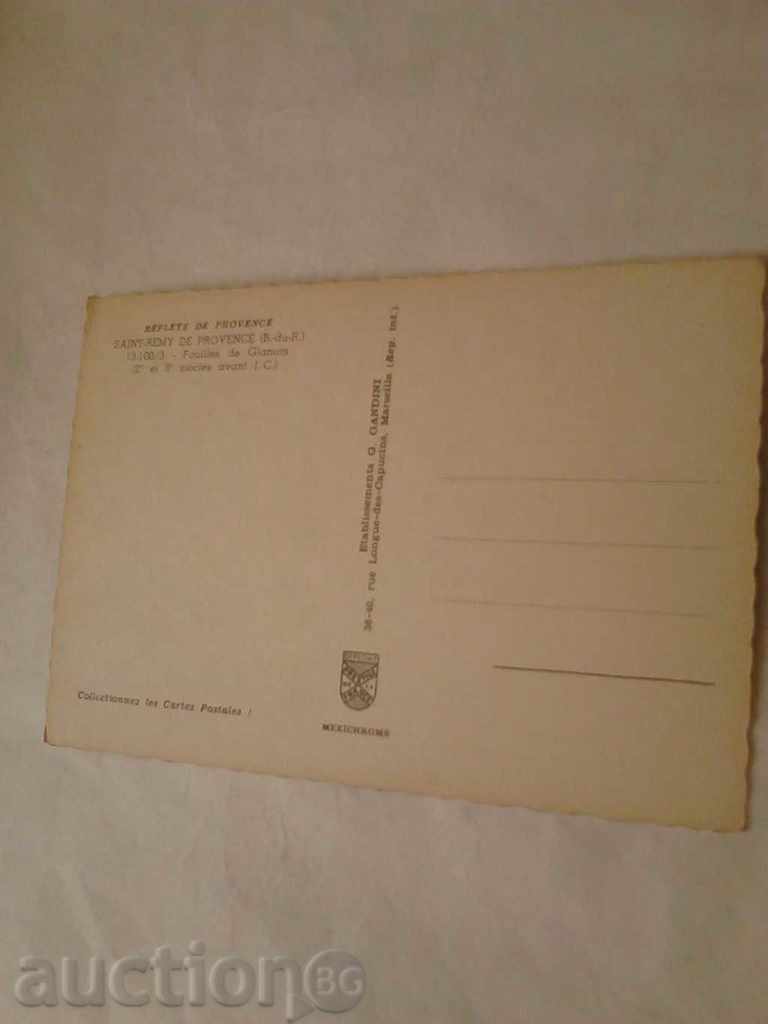 REFLETS DE PROVENCE
SAINT-REMY DE PROVENCE (B.-du-R.)
13.100/3 - Fouilles de Glanum
(2e et 3e siècles avant J. C.)
Etablissements G. GANDINI
38-40, rue Longue-des-Capucins, Marseille (Rep. int.)
MEXICHROME
Collectionnez les Cartes Postales !
auction BG